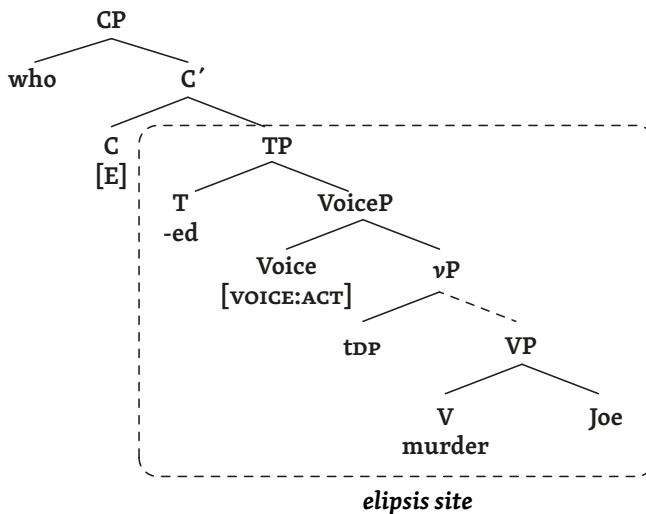 CP
who C′
C TP
[E]
T VoiceP
-ed
Voice vP
[VOICE:ACT]
tDP VP
V Joe
murder
elipsis site